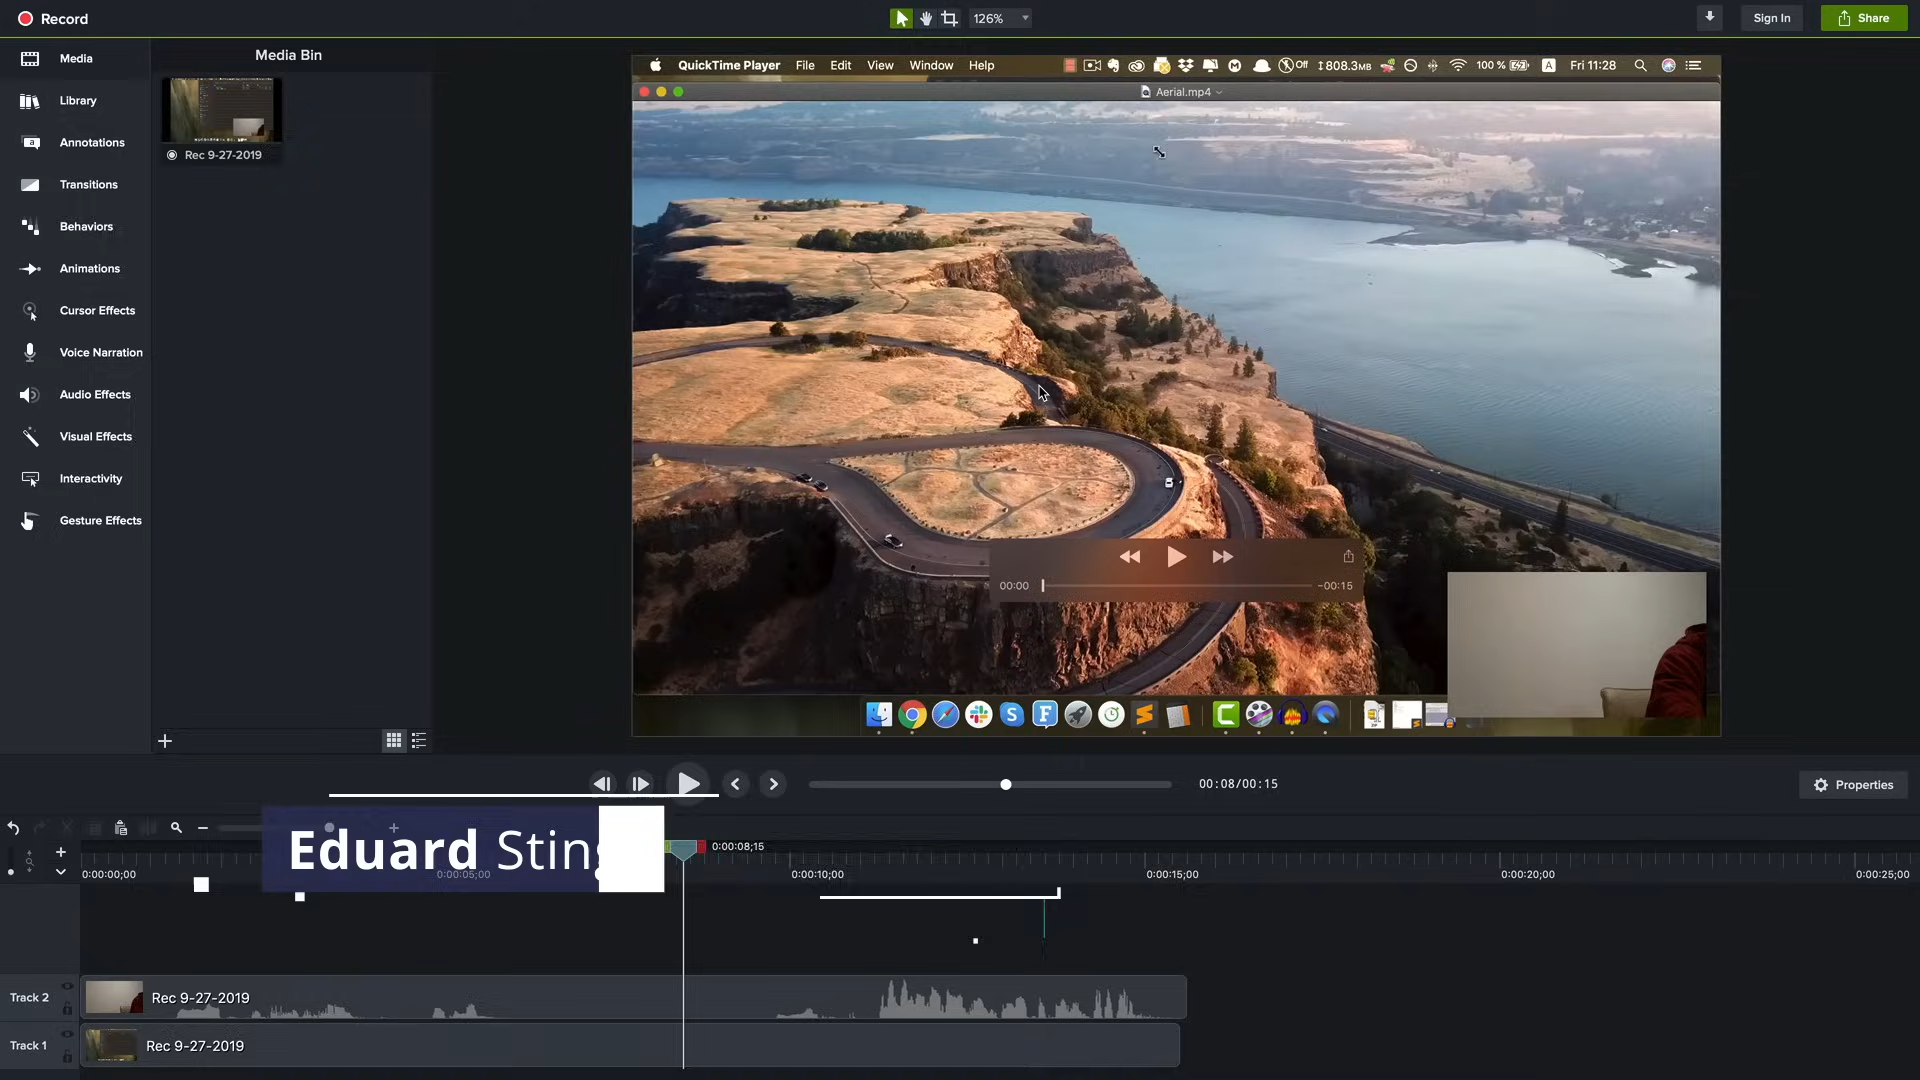 Record
126%
Sign In
Share
Media
Library
Annotations
Transitions
Behaviors
Animations
Cursor Effects
Voice Narration
Audio Effects
Visual Effects
Interactivity
Gesture Effects
Media Bin
Rec 9-27-2019
QuickTime Player File Edit View Window Help
Off 808.3MB 100 % A Fri 11:28
Aerial.mp4
00:00
-00:15
00:08/00:15
Properties
Eduard Sting
0:00:08;15
0:00:00;00 0:00:05;00 0:00:10;00 0:00:15;00 0:00:20;00 0:00:25;00
Track 2 Rec 9-27-2019
Track 1 Rec 9-27-2019